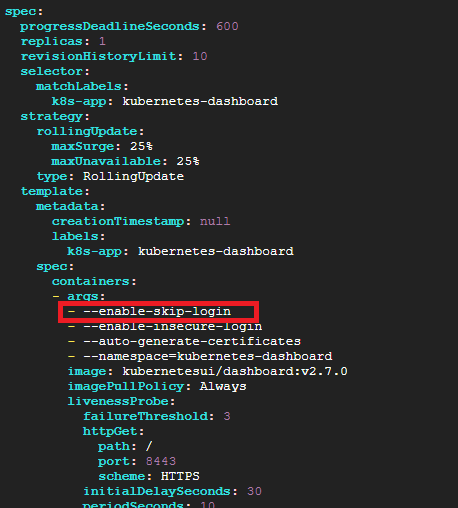 spec:
  progressDeadlineSeconds: 600
  replicas: 1
  revisionHistoryLimit: 10
  selector:
    matchLabels:
      k8s-app: kubernetes-dashboard
  strategy:
    rollingUpdate:
      maxSurge: 25%
      maxUnavailable: 25%
    type: RollingUpdate
  template:
    metadata:
      creationTimestamp: null
      labels:
        k8s-app: kubernetes-dashboard
    spec:
      containers:
      - args:
        - --enable-skip-login
        - --enable-insecure-login
        - --auto-generate-certificates
        - --namespace=kubernetes-dashboard
        image: kubernetesui/dashboard:v2.7.0
        imagePullPolicy: Always
        livenessProbe:
          failureThreshold: 3
          httpGet:
            path: /
            port: 8443
            scheme: HTTPS
          initialDelaySeconds: 30
          periodSeconds: 10